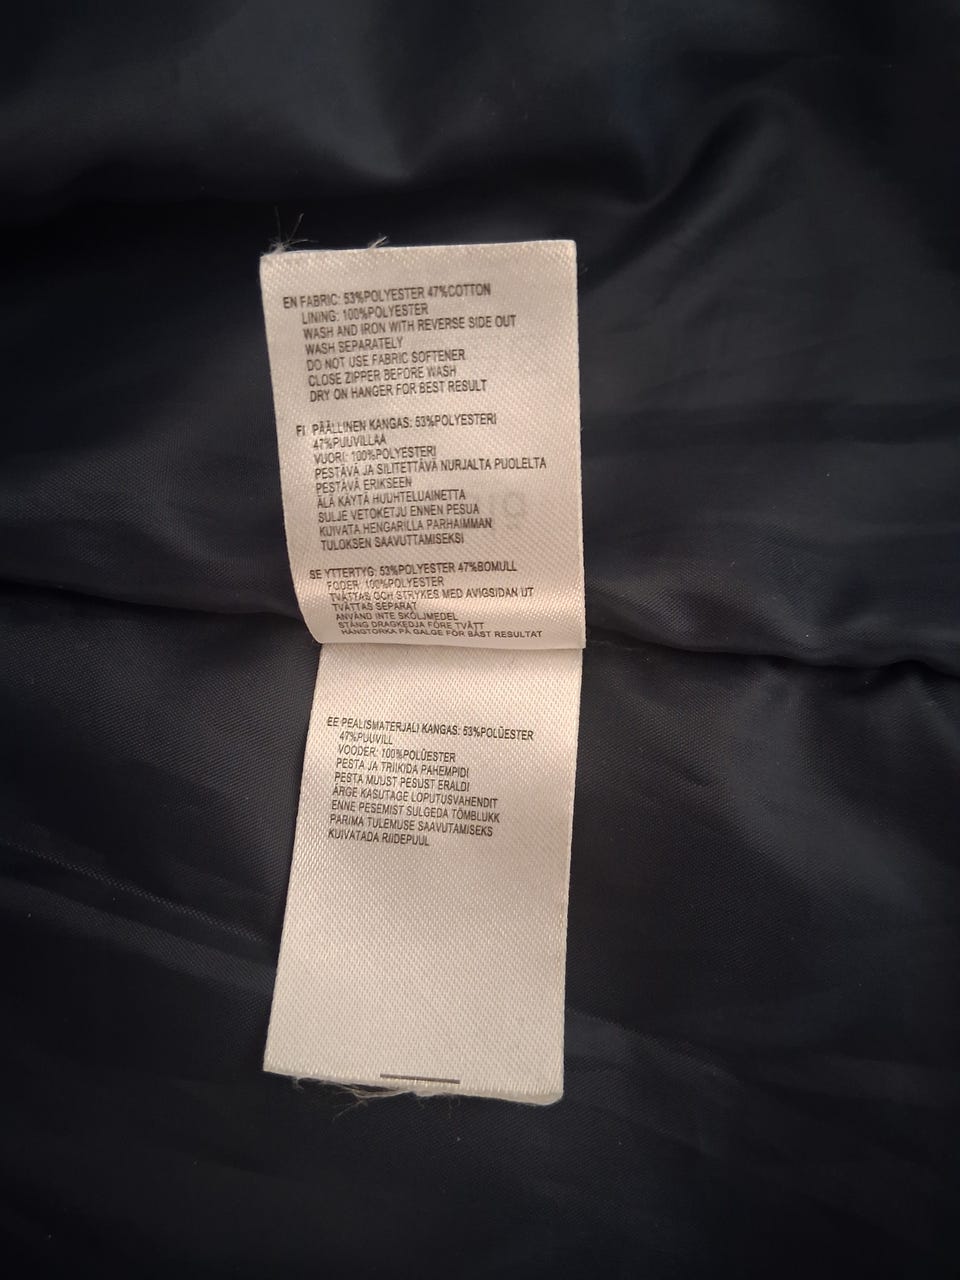 EN FABRIC: 53%POLYESTER 47%COTTON
LINING: 100%POLYESTER
WASH AND IRON WITH REVERSE SIDE OUT
WASH SEPARATELY
DO NOT USE FABRIC SOFTENER
CLOSE ZIPPER BEFORE WASH
DRY ON HANGER FOR BEST RESULT
FI PÄÄLLINEN KANGAS: 53%POLYESTERI
47%PUUVILLAA
VUORI: 100%POLYESTERI
PESTÄVÄ JA SILITETTÄVÄ NURJALTA PUOLELTA
PESTÄVÄ ERIKSEEN
ÄLÄ KÄYTÄ HUUHTELUAINETTA
SULJE VETOKETJU ENNEN PESUA
KUIVATA HENGARILLA PARHAIMMAN
TULOKSEN SAAVUTTAMISEKSI
SE YTTERTYG: 53%POLYESTER 47%BOMULL
FODER: 100%POLYESTER
TVÄTTAS OCH STRYKES MED AVIGSIDAN UT
TVÄTTAS SEPARAT
ANVÄND INTE SKÖLJMEDEL
STÄNG DRAGKEDJA FÖRE TVÄTT
HÄNGTORKA PÅ GALGE FÖR BÄST RESULTAT
EE PEALISMATERJALI KANGAS: 53%POLÜESTER
47%PUUVILL
VOODER: 100%POLÜESTER
PESTA JA TRIIKIDA PAHEMPIDI
PESTA MUUST PESUST ERALDI
ÄRGE KASUTAGE LOPUTUSVAHENDIT
ENNE PESEMIST SULGEDA TÕMBLUKK
PARIMA TULEMUSE SAAVUTAMISEKS
KUIVATADA RIIDEPUUL